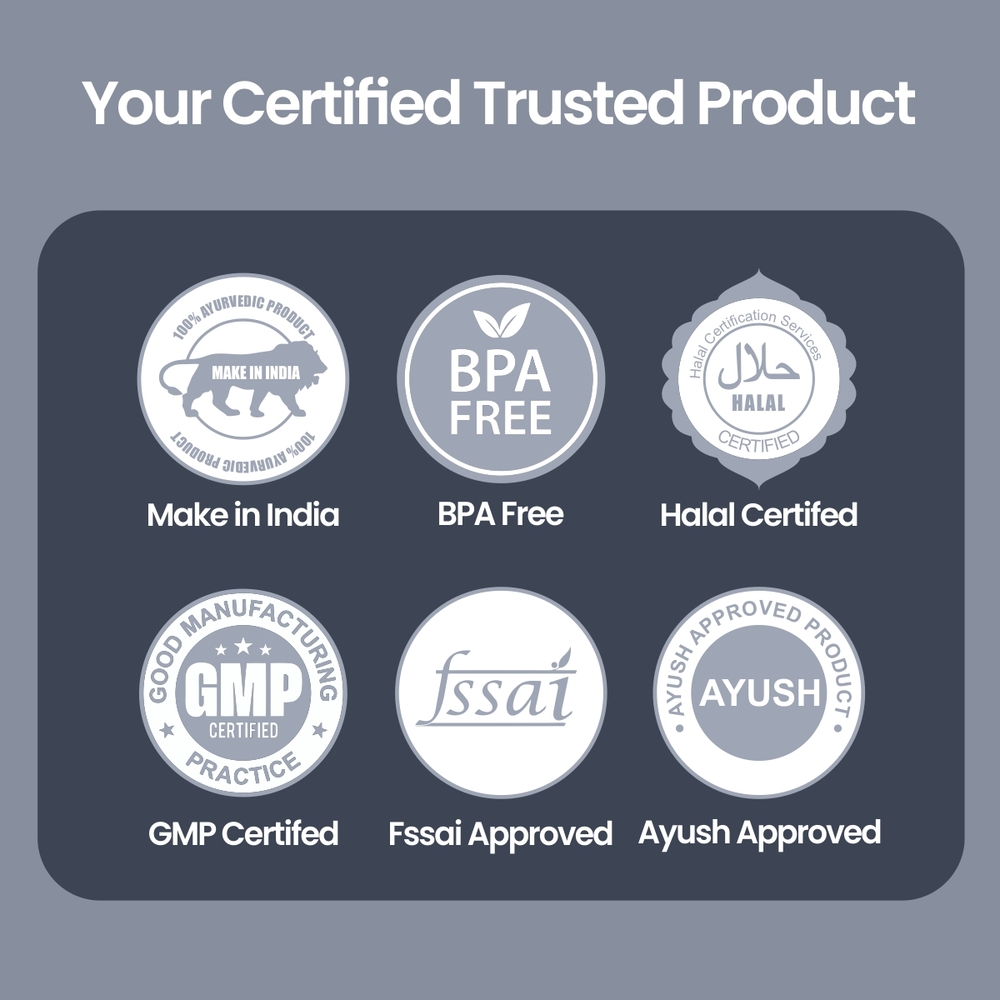 Your Certified Trusted Product
100% AYURVEDIC PRODUCT
MAKE IN INDIA
100% AYURVEDIC PRODUCT
Make in India
BPA
FREE
BPA Free
Halal Certification Services
حلال
HALAL
CERTIFIED
Halal Certifed
GOOD MANUFACTURING
GMP
CERTIFIED
PRACTICE
GMP Certifed
fssai
Fssai Approved
AYUSH APPROVED PRODUCT
AYUSH
Ayush Approved